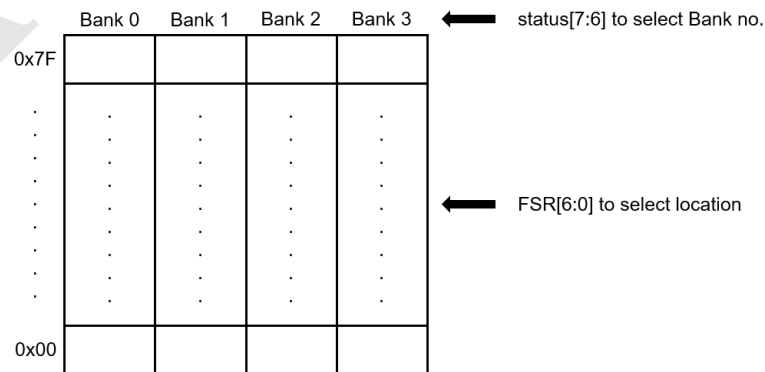 Bank 0 Bank 1 Bank 2 Bank 3 status[7:6] to select Bank no.
0x7F
FSR[6:0] to select location
0x00